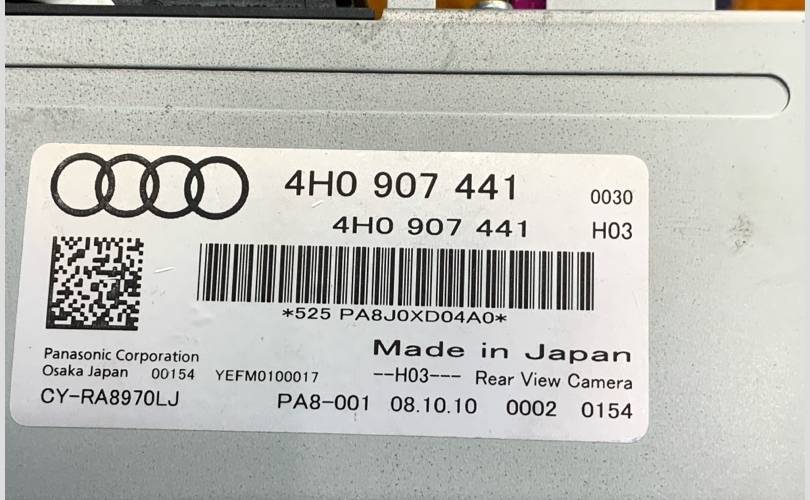 4H0 907 441 0030
4H0 907 441 H03
*525 PA8J0XD04A0*
Made in Japan
Panasonic Corporation
Osaka Japan 00154 YEFM0100017 --H03--- Rear View Camera
CY-RA8970LJ PA8-001 08.10.10 0002 0154